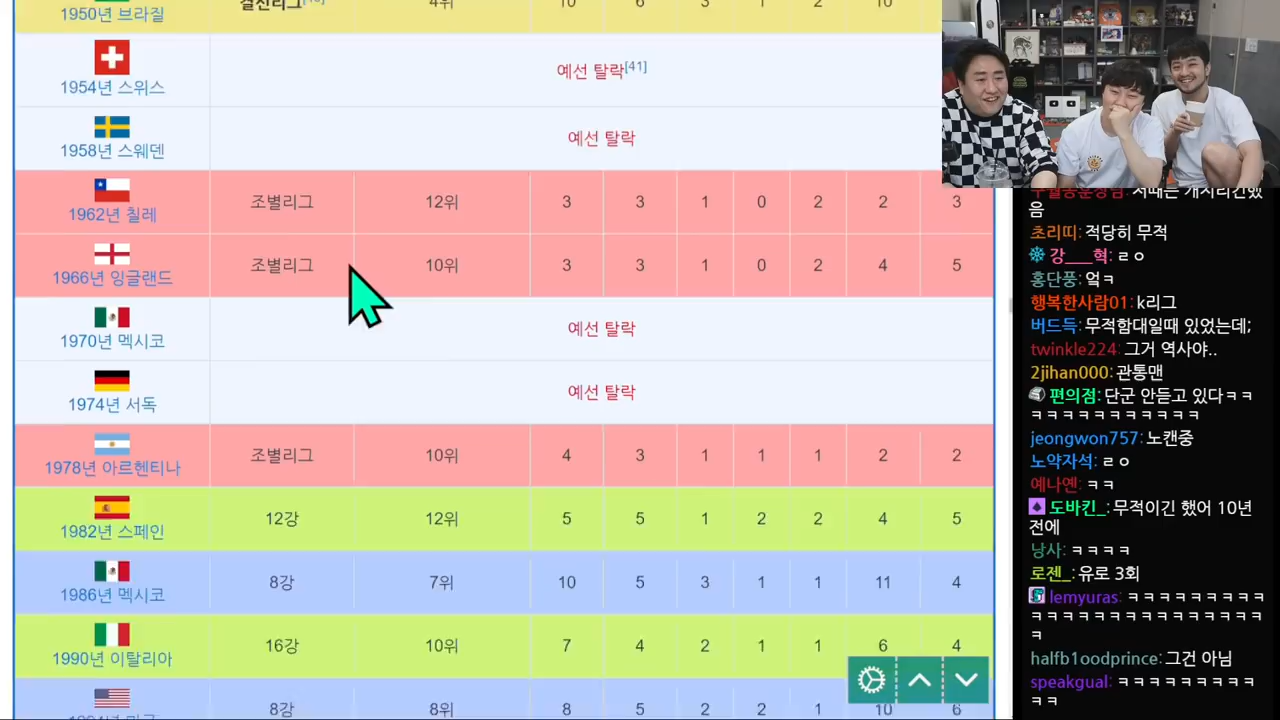 1950년 브라질 결선리그 4위 10 6 3 1 2 10
1954년 스위스 예선 탈락[41]
1958년 스웨덴 예선 탈락
1962년 칠레 조별리그 12위 3 3 1 0 2 2 3
1966년 잉글랜드 조별리그 10위 3 3 1 0 2 4 5
1970년 멕시코 예선 탈락
1974년 서독 예선 탈락
1978년 아르헨티나 조별리그 10위 4 3 1 1 1 2 2
1982년 스페인 12강 12위 5 5 1 2 2 4 5
1986년 멕시코 8강 7위 10 5 3 1 1 11 4
1990년 이탈리아 16강 10위 7 4 2 1 1 6 4
8강 8위 8 5 2 2 1 10 6
음
초리띠: 적당히 무적
강___혁: ㄹㅇ
홍단풍: 엌ㅋ
행복한사람01: k리그
버드득: 무적함대일때 있었는데;
twinkle224: 그거 역사야..
2jihan000: 관통맨
편의점: 단군 안듣고 있다ㅋㅋ
ㅋㅋㅋㅋㅋㅋㅋㅋㅋㅋㅋ
jeongwon757: 노캔중
노약자석: ㄹㅇ
예나옌: ㅋㅋ
도바킨_: 무적이긴 했어 10년
전에
낭사: ㅋㅋㅋㅋ
로젠_: 유로 3회
lemyuras: ㅋㅋㅋㅋㅋㅋㅋㅋㅋ
ㅋㅋㅋㅋㅋㅋㅋㅋㅋㅋㅋㅋㅋㅋㅋ
ㅋ
halfb1oodprince: 그건 아님
speakgual: ㅋㅋㅋㅋㅋㅋㅋㅋㅋㅋ
ㅋㅋ